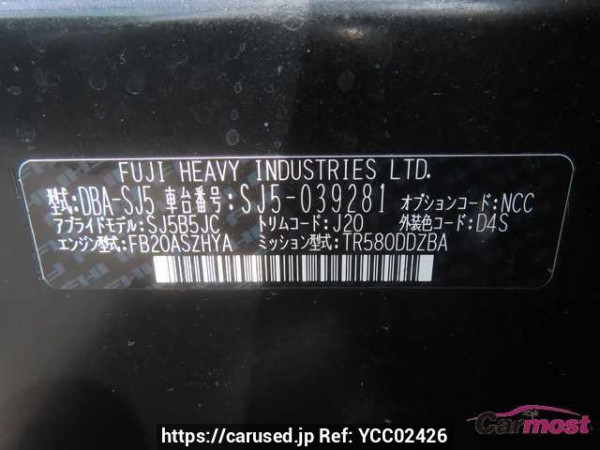 FUJI HEAVY INDUSTRIES LTD.
型式:DBA-SJ5 車台番号:SJ5-039281 オプションコード:NCC
アプライドモデル:SJ5B5JC トリムコード:J20 外装色コード:D4S
エンジン型式:FB20ASZHYA ミッション型式:TR580DDZBA
Carmost
https://carused.jp Ref: YCC02426